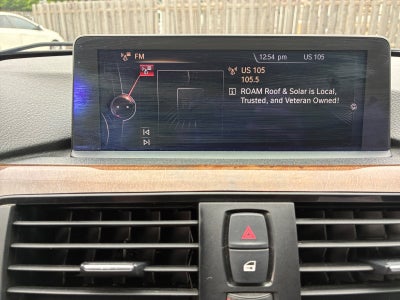 FM
12:54 pm US 105
US 105
105.5
ROAM Roof & Solar is Local,
Trusted, and Veteran Owned!